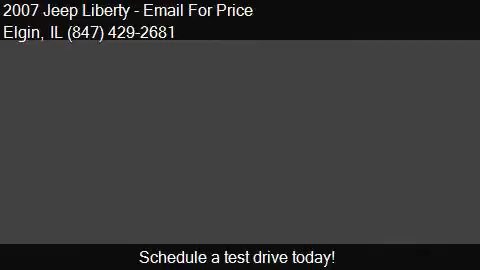 2007 Jeep Liberty - Email For Price
Elgin, IL (847) 429-2681
Schedule a test drive today!